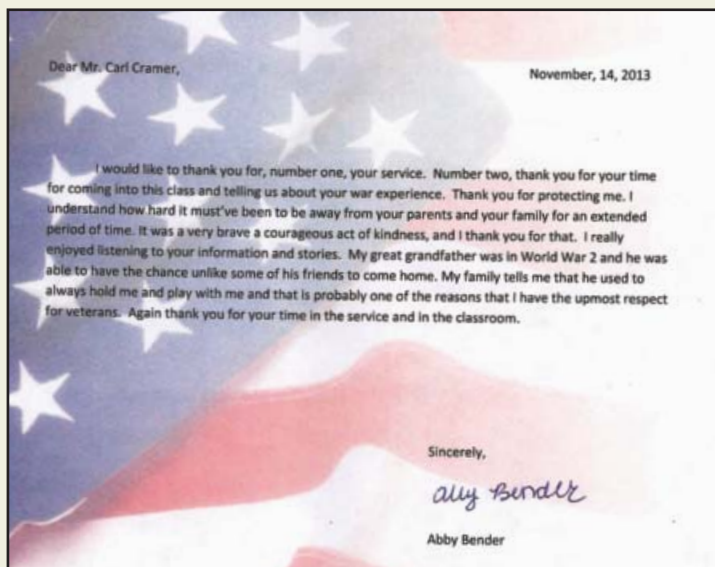 Dear Mr. Carl Cramer,
November, 14, 2013
I would like to thank you for, number one, your service. Number two, thank you for your time
for coming into this class and telling us about your war experience. Thank you for protecting me. I
understand how hard it must've been to be away from your parents and your family for an extended
period of time. It was a very brave a courageous act of kindness, and I thank you for that. I really
enjoyed listening to your information and stories. My great grandfather was in World War 2 and he was
able to have the chance unlike some of his friends to come home. My family tells me that he used to
always hold me and play with me and that is probably one of the reasons that I have the upmost respect
for veterans. Again thank you for your time in the service and in the classroom.
Sincerely,
Bender
Abby Bender